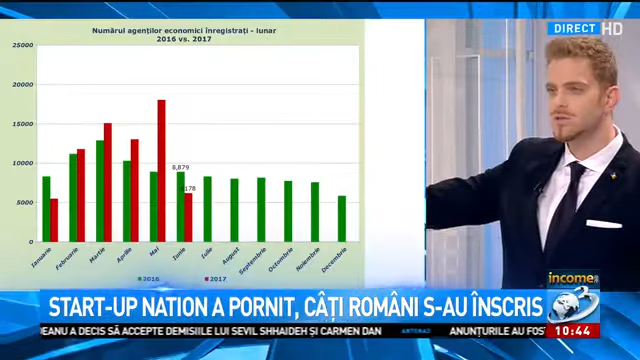 Numărul agenților economici înregistrați - lunar
2016 vs. 2017
DIRECT HD
25000
20000
15000
10000
5000
0
8,879
178
Ianuarie
Februarie
Martie
Aprilie
Mai
Iunie
Iulie
August
Septembrie
Octombrie
Noiembrie
Decembrie
2016
2017
income
3
START-UP NATION A PORNIT, CÂȚI ROMÂNI S-AU ÎNSCRIS
EANU A DECIS SĂ ACCEPTE DEMISIILE LUI SEVIL SHHAIDEH ȘI CARMEN DAN
ANTENA3
ANUNȚURILE AU FOS
10:44